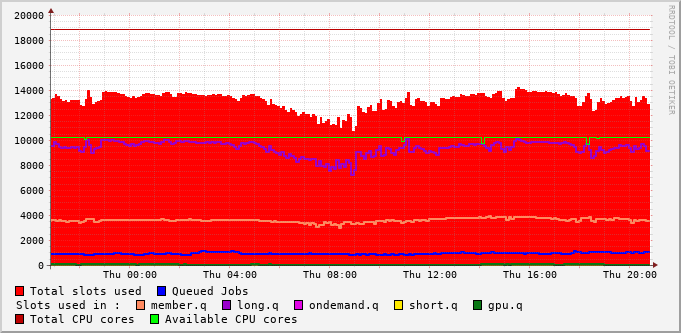 20000
18000
16000
14000
12000
10000
8000
6000
4000
2000
0
Thu 00:00 Thu 04:00 Thu 08:00 Thu 12:00 Thu 16:00 Thu 20:00
RRDTOOL / TOBI OETIKER
Total slots used Queued Jobs
Slots used in : member.q long.q ondemand.q short.q gpu.q
Total CPU cores Available CPU cores